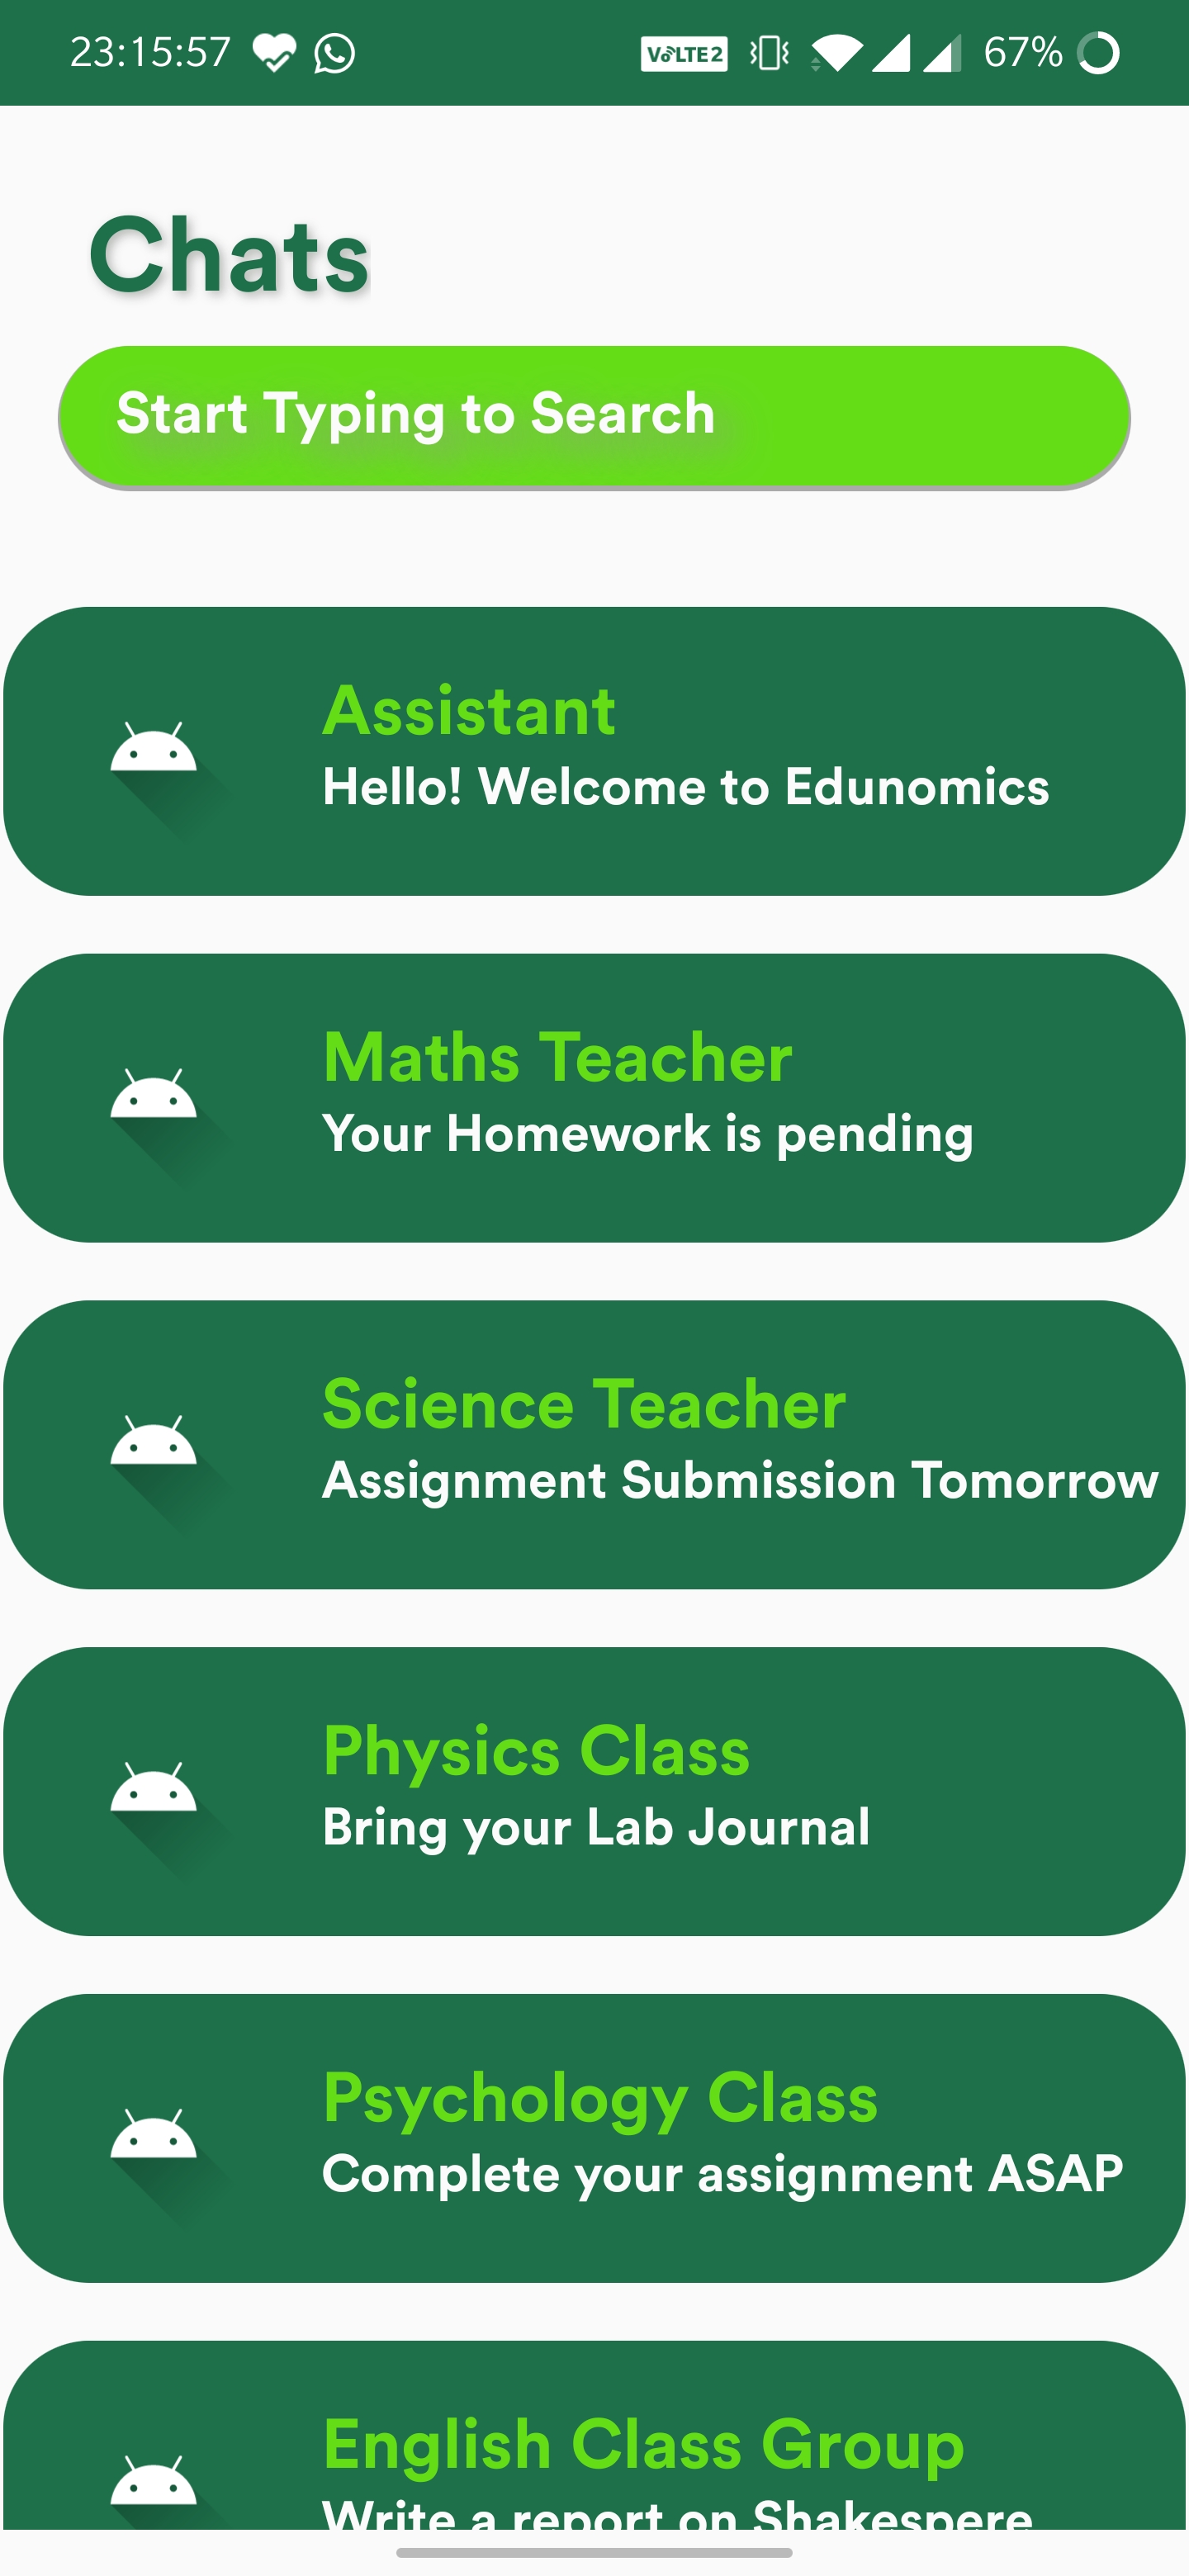 23:15:57
VoLTE2
67%
Chats
Start Typing to Search
Assistant
Hello! Welcome to Edunomics
Maths Teacher
Your Homework is pending
Science Teacher
Assignment Submission Tomorrow
Physics Class
Bring your Lab Journal
Psychology Class
Complete your assignment ASAP
English Class Group
Write a report on Shakespere